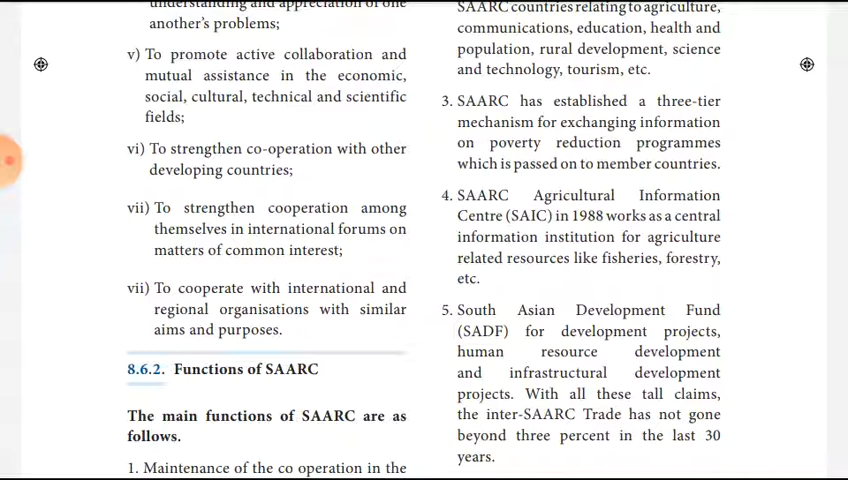 understanding and appreciation of one
another's problems;
v) To promote active collaboration and
mutual assistance in the economic,
social, cultural, technical and scientific
fields;
vi) To strengthen co-operation with other
developing countries;
vii) To strengthen cooperation among
themselves in international forums on
matters of common interest;
vii) To cooperate with international and
regional organisations with similar
aims and purposes.
8.6.2. Functions of SAARC
The main functions of SAARC are as
follows.
1. Maintenance of the co operation in the
SAARC countries relating to agriculture,
communications, education, health and
population, rural development, science
and technology, tourism, etc.
3. SAARC has established a three-tier
mechanism for exchanging information
on poverty reduction programmes
which is passed on to member countries.
4. SAARC Agricultural Information
Centre (SAIC) in 1988 works as a central
information institution for agriculture
related resources like fisheries, forestry,
etc.
5. South Asian Development Fund
(SADF) for development projects,
human resource development
and infrastructural development
projects. With all these tall claims,
the inter-SAARC Trade has not gone
beyond three percent in the last 30
years.